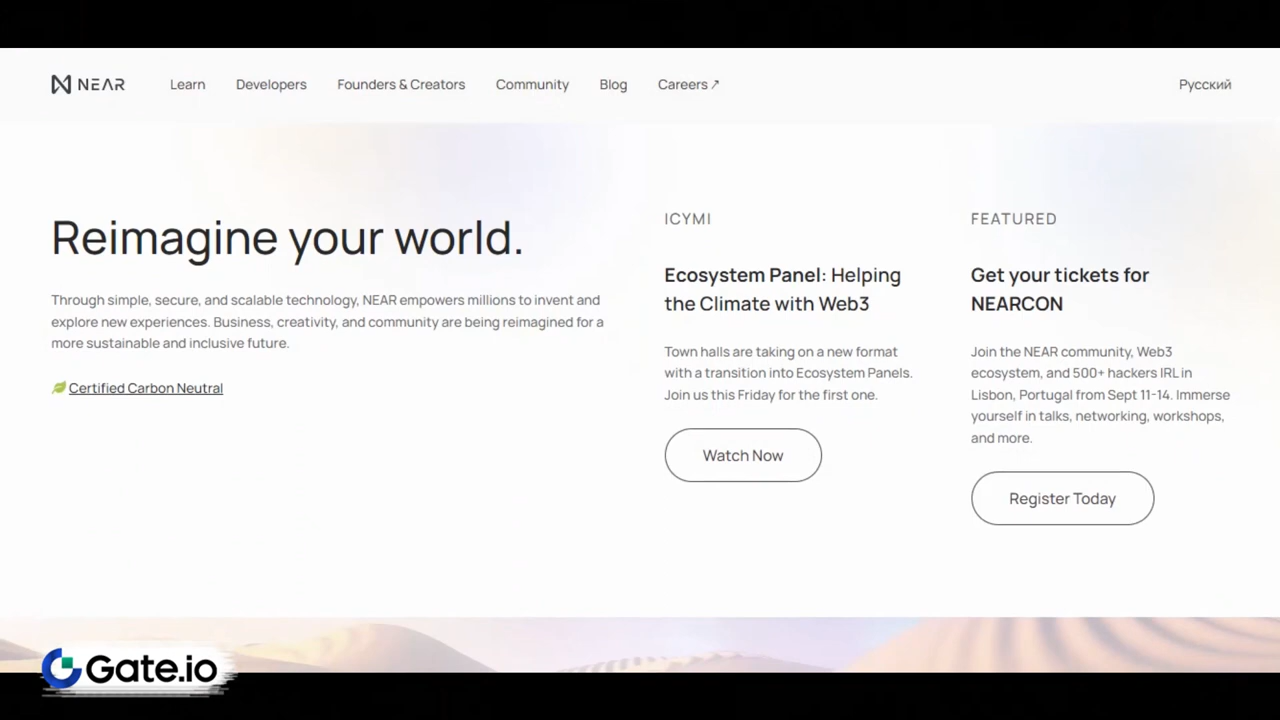 NEAR
Learn
Developers
Founders & Creators
Community
Blog
Careers ↗
Русский
Reimagine your world.
Through simple, secure, and scalable technology, NEAR empowers millions to invent and
explore new experiences. Business, creativity, and community are being reimagined for a
more sustainable and inclusive future.
Certified Carbon Neutral
ICYMI
Ecosystem Panel: Helping
the Climate with Web3
Town halls are taking on a new format
with a transition into Ecosystem Panels.
Join us this Friday for the first one.
Watch Now
FEATURED
Get your tickets for
NEARCON
Join the NEAR community, Web3
ecosystem, and 500+ hackers IRL in
Lisbon, Portugal from Sept 11-14. Immerse
yourself in talks, networking, workshops,
and more.
Register Today
Gate.io